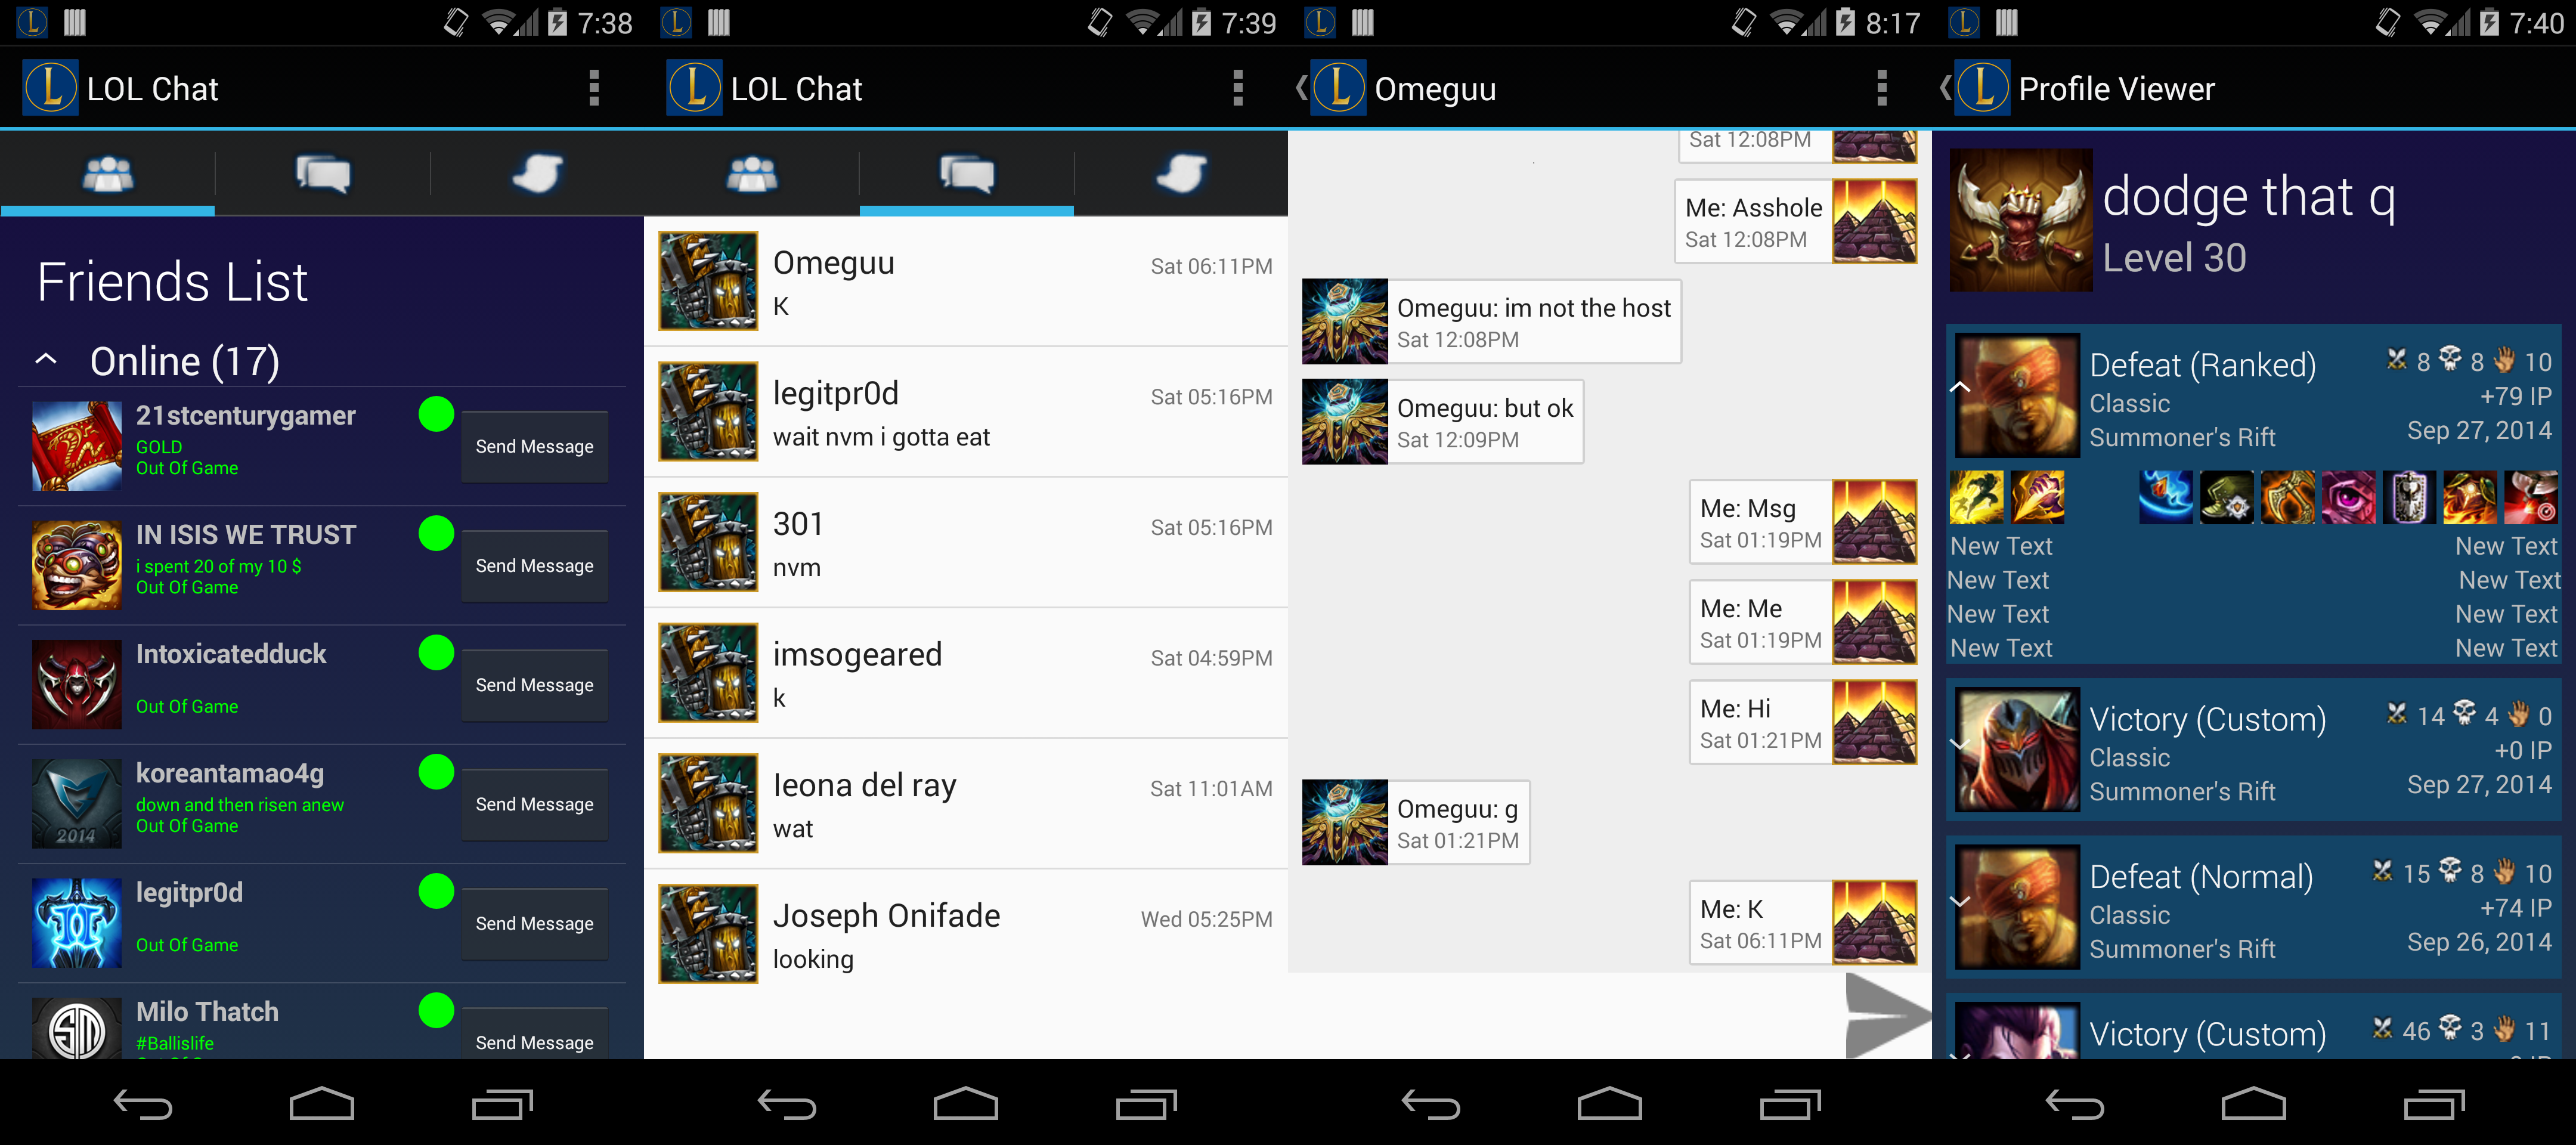 7:38
LOL Chat
Friends List
Online (17)
21stcenturygamer
GOLD
Out Of Game
Send Message
IN ISIS WE TRUST
i spent 20 of my 10 $
Out Of Game
Send Message
Intoxicatedduck
Out Of Game
Send Message
koreantamao4g
down and then risen anew
Out Of Game
Send Message
2014
legitpr0d
Out Of Game
Send Message
Milo Thatch
#Ballislife
Send Message
7:39
LOL Chat
Omeguu
Sat 06:11PM
K
legitpr0d
Sat 05:16PM
wait nvm i gotta eat
301
Sat 05:16PM
nvm
imsogeared
Sat 04:59PM
k
leona del ray
Sat 11:01AM
wat
Joseph Onifade
Wed 05:25PM
looking
8:17
Omeguu
Sat 12:08PM
Me: Asshole
Sat 12:08PM
Omeguu: im not the host
Sat 12:08PM
Omeguu: but ok
Sat 12:09PM
Me: Msg
Sat 01:19PM
Me: Me
Sat 01:19PM
Me: Hi
Sat 01:21PM
Omeguu: g
Sat 01:21PM
Me: K
Sat 06:11PM
7:40
Profile Viewer
dodge that q
Level 30
Defeat (Ranked) 8 8 10
Classic +79 IP
Summoner's Rift Sep 27, 2014
New Text New Text
New Text New Text
New Text New Text
New Text New Text
Victory (Custom) 14 4 0
Classic +0 IP
Summoner's Rift Sep 27, 2014
Defeat (Normal) 15 8 10
Classic +74 IP
Summoner's Rift Sep 26, 2014
Victory (Custom) 46 3 11